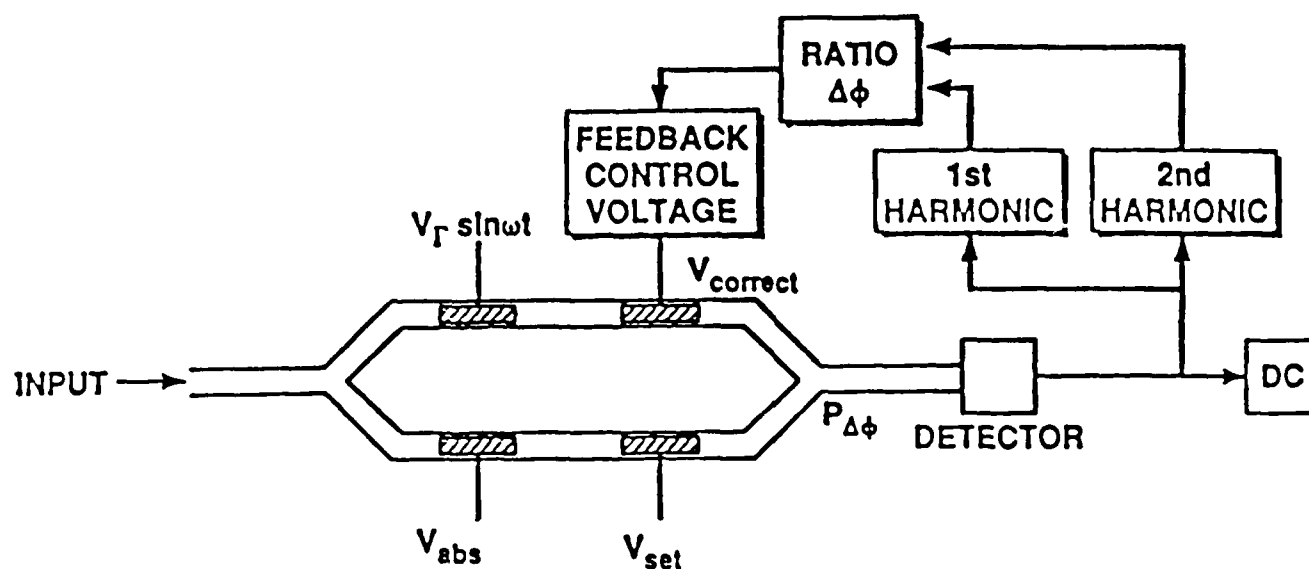 RATIO
Δϕ
FEEDBACK
CONTROL
VOLTAGE
1st
HARMONIC
2nd
HARMONIC
V_Γ sinωt
V_correct
INPUT
P_Δϕ
DETECTOR
DC
V_abs
V_set